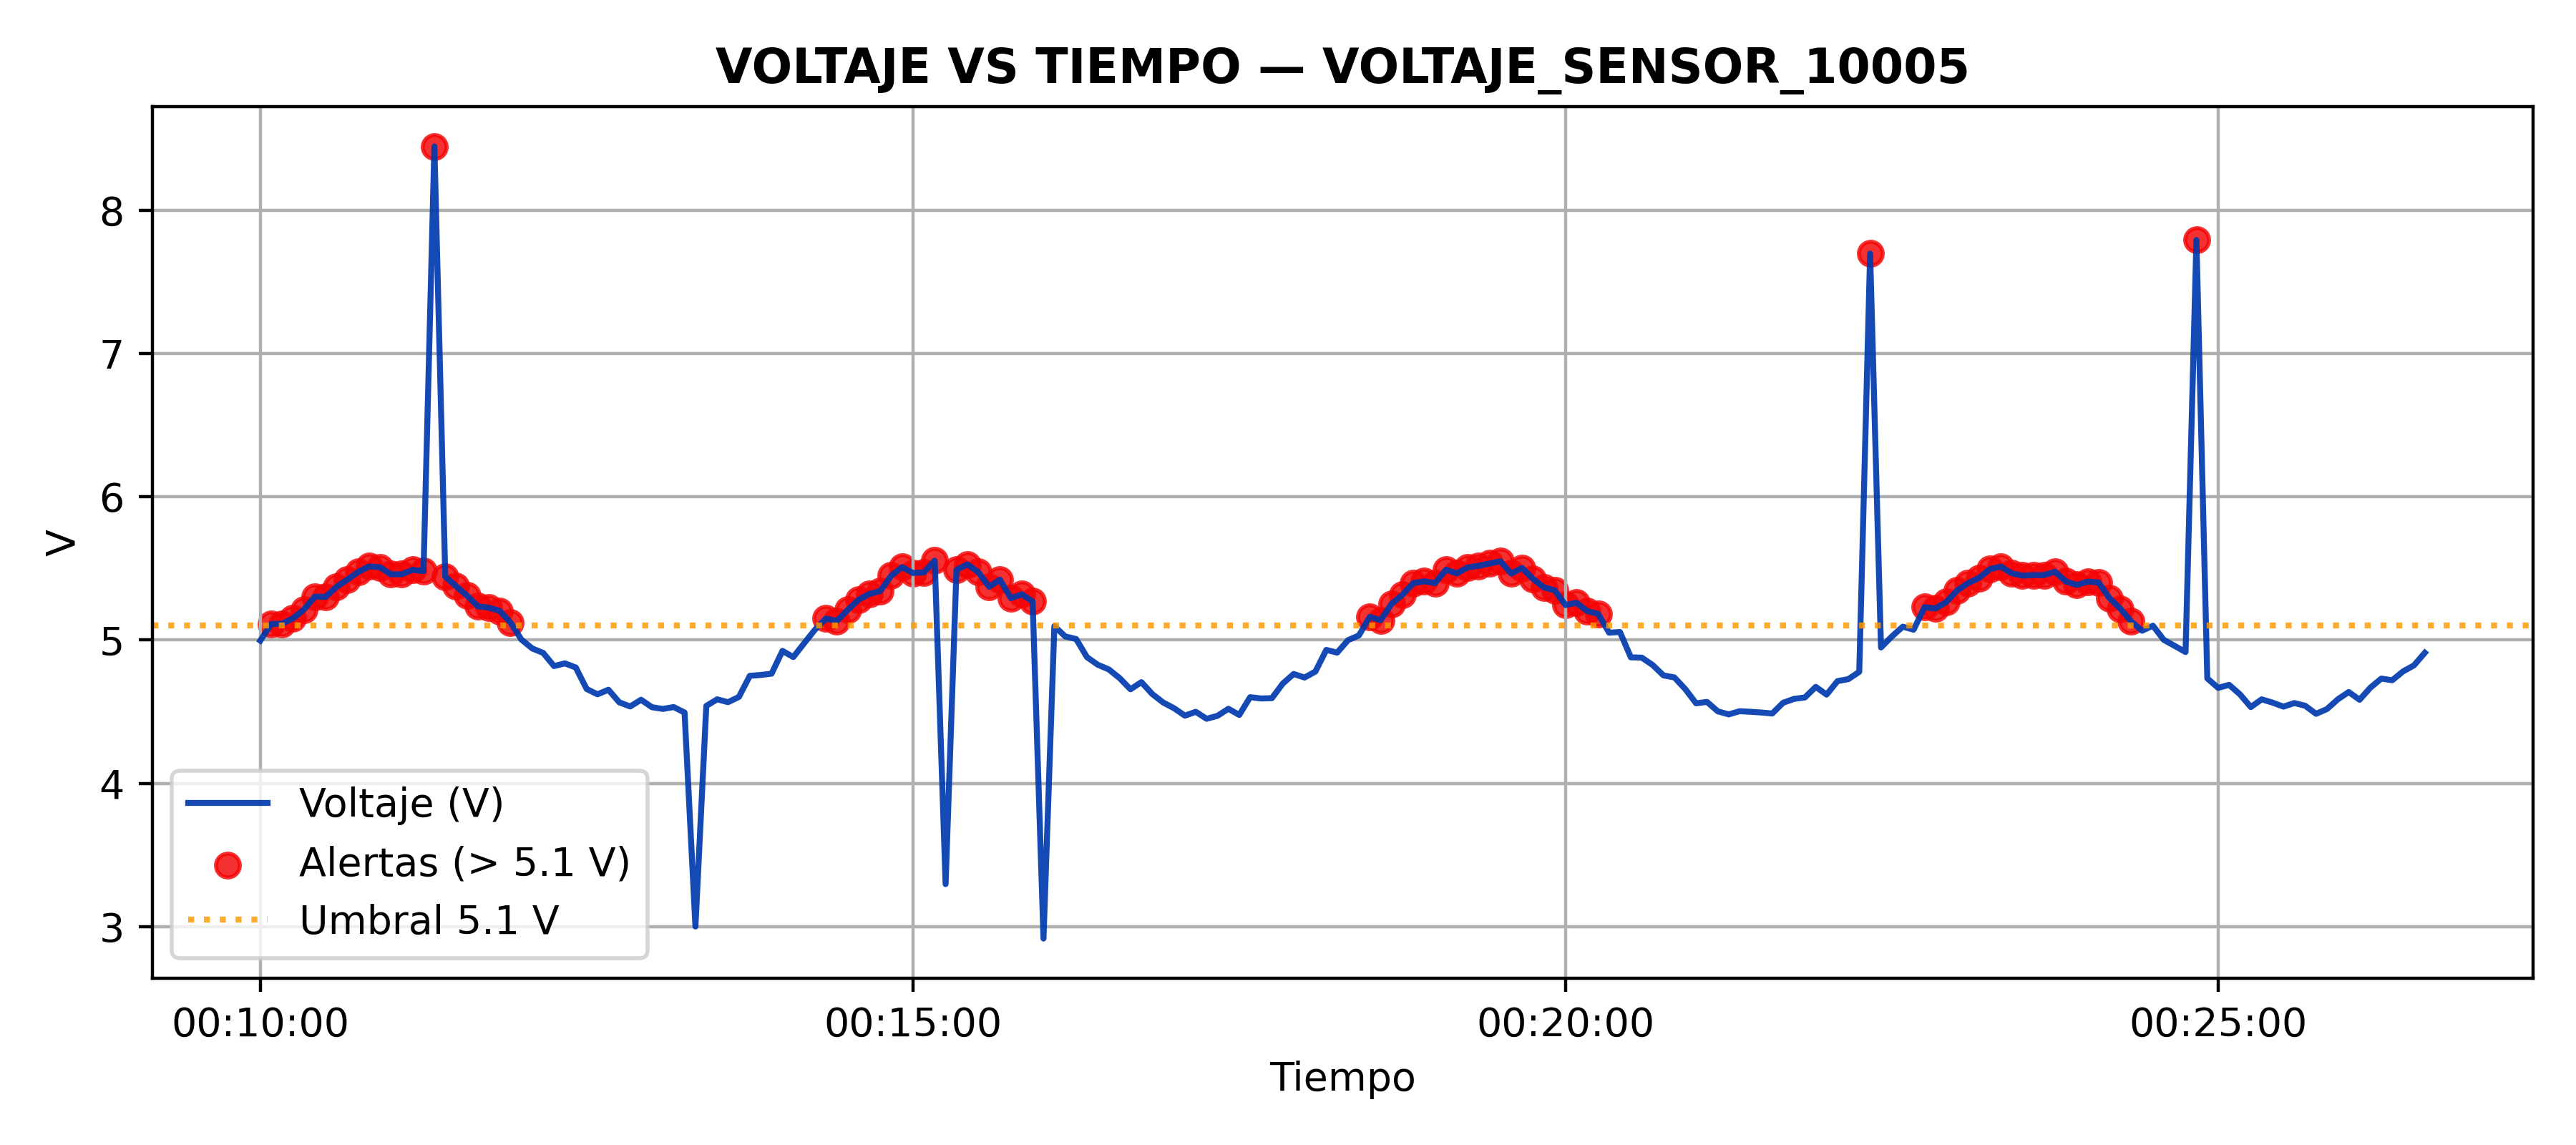 VOLTAJE VS TIEMPO — VOLTAJE_SENSOR_10005
V
8
7
6
5
4
3
Voltaje (V)
Alertas (> 5.1 V)
Umbral 5.1 V
00:10:00
00:15:00
00:20:00
00:25:00
Tiempo